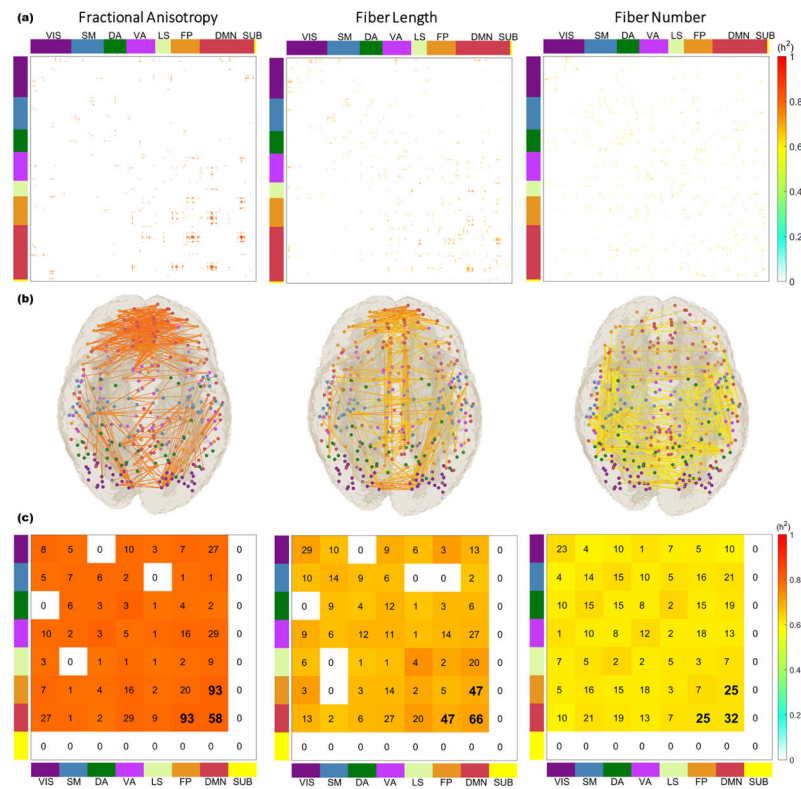 (a) Fractional Anisotropy Fiber Length Fiber Number
VIS SM DA VA LS FP DMN SUB VIS SM DA VA LS FP DMN SUB VIS SM DA VA LS FP DMN SUB
(h²)
1
0.8
0.6
0.4
0.2
0
(b)
(c)
(h²)
8 5 0 10 3 7 27 0 29 10 0 9 6 3 13 0 23 4 10 1 7 5 10 0 1
5 7 6 2 0 1 1 0 10 14 9 6 0 0 2 0 4 14 15 10 5 16 21 0 0.8
0 6 3 3 1 4 2 0 0 9 4 12 1 3 6 0 10 15 15 8 2 15 19 0
10 2 3 5 1 16 29 0 9 6 12 11 1 14 27 0 1 10 8 12 2 18 13 0 0.6
3 0 1 1 1 2 9 0 6 0 1 1 4 2 20 0 7 5 2 2 5 3 7 0 0.4
7 1 4 16 2 20 93 0 3 0 3 14 2 5 47 0 5 16 15 18 3 7 25 0
27 1 2 29 9 93 58 0 13 2 6 27 20 47 66 0 10 21 19 13 7 25 32 0 0.2
0 0 0 0 0 0 0 0 0 0 0 0 0 0 0 0 0 0 0 0 0 0 0 0 0
VIS SM DA VA LS FP DMN SUB VIS SM DA VA LS FP DMN SUB VIS SM DA VA LS FP DMN SUB